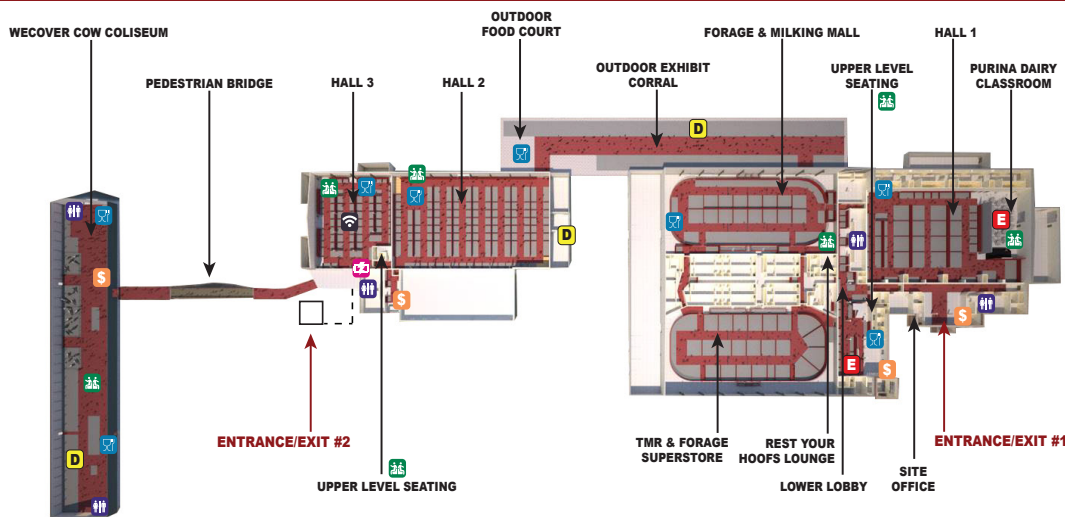 WECOVER COW COLISEUM
PEDESTRIAN BRIDGE
HALL 3
HALL 2
OUTDOOR
FOOD COURT
OUTDOOR EXHIBIT
CORRAL
FORAGE & MILKING MALL
UPPER LEVEL
SEATING
HALL 1
PURINA DAIRY
CLASSROOM
D
E
D
$
$
$
E
$
D
ENTRANCE/EXIT #2
UPPER LEVEL SEATING
TMR & FORAGE
SUPERSTORE
REST YOUR
HOOFS LOUNGE
LOWER LOBBY
SITE
OFFICE
ENTRANCE/EXIT #1